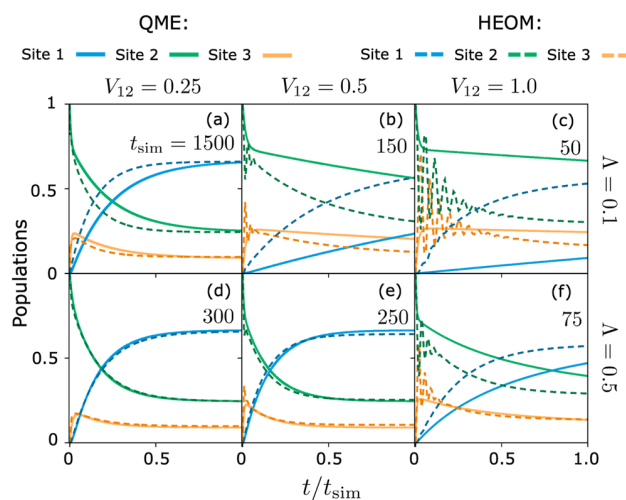 QME: HEOM:
Site 1 Site 2 Site 3 Site 1 Site 2 Site 3
V₁₂ = 0.25 V₁₂ = 0.5 V₁₂ = 1.0
1 (a) (b) (c)
t_sim = 1500 150 50
0.5
Λ = 0.1
0
Populations
(d) (e) (f)
300 250 75
0.5
Λ = 0.5
0
0 0.5 0 0.5 0 0.5 1.0
t/t_sim